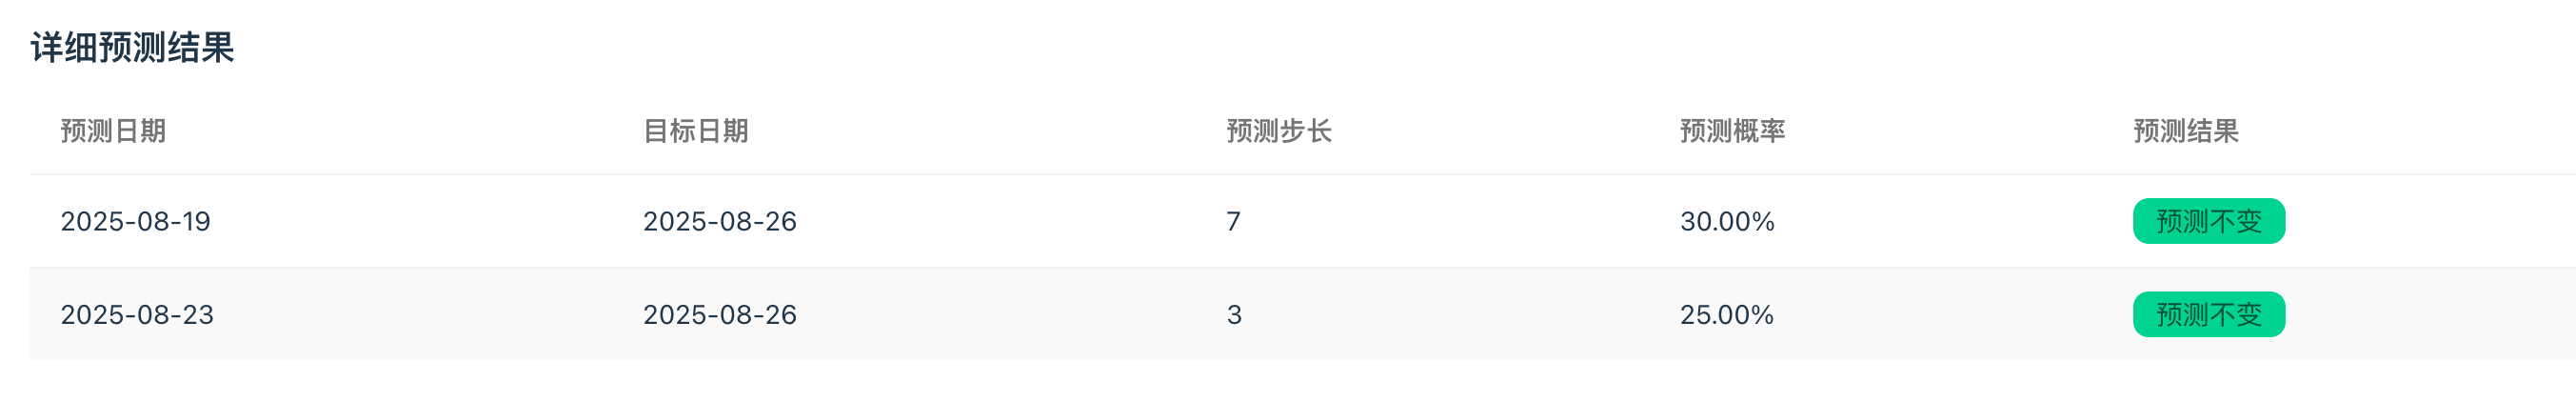 详细预测结果
预测日期 目标日期 预测步长 预测概率 预测结果
2025-08-19 2025-08-26 7 30.00% 预测不变
2025-08-23 2025-08-26 3 25.00% 预测不变